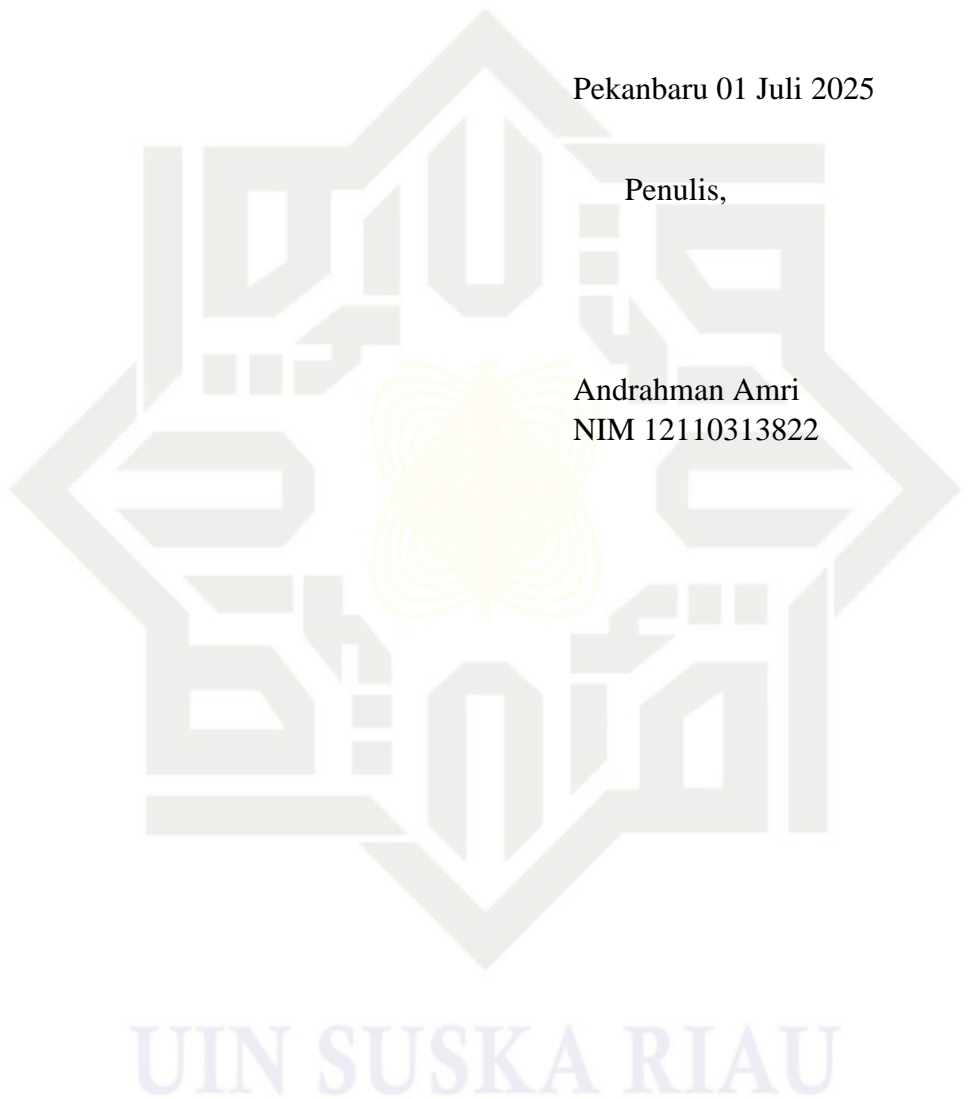 Pekanbaru 01 Juli 2025
Penulis,
Andrahman Amri
NIM 12110313822
UIN SUSKA RIAU